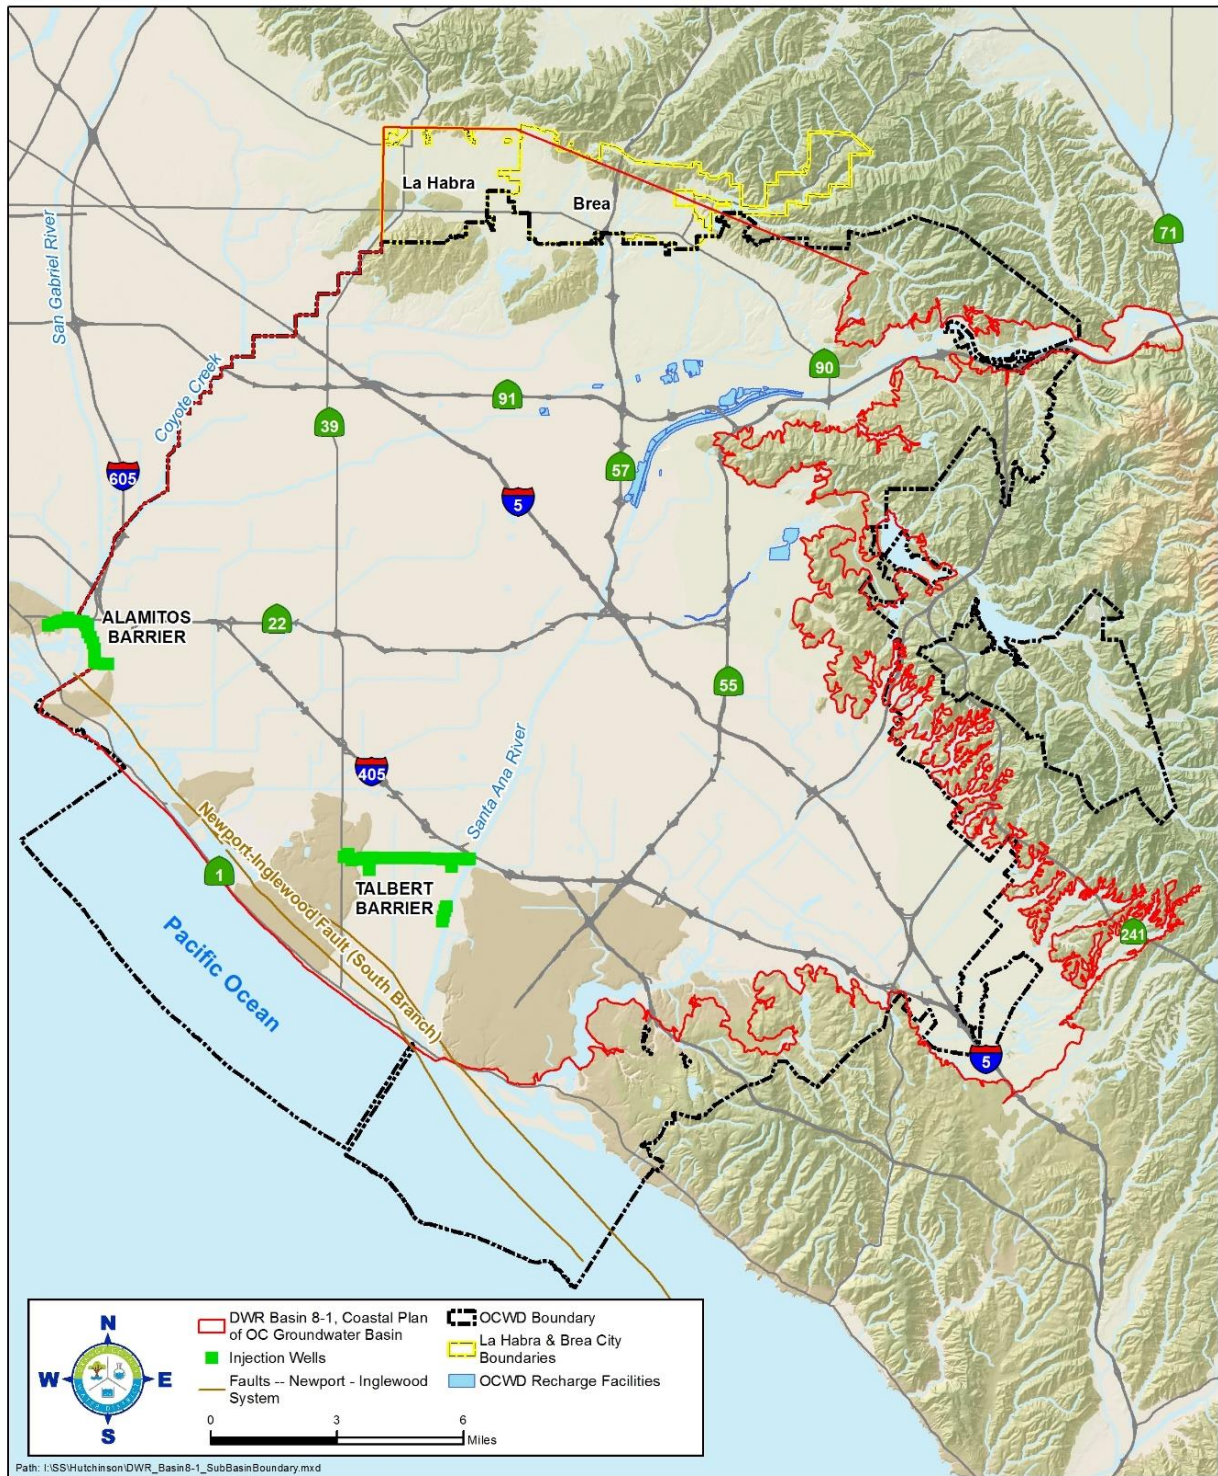 71
La Habra
Brea
San Gabriel River
Coyote Creek
90
91
39
57
605
5
ALAMITOS
BARRIER
22
55
405
Santa Ana River
Newport-Inglewood Fault (South Branch)
1
TALBERT
BARRIER
Pacific Ocean
241
5
N
W
E
S
DWR Basin 8-1, Coastal Plan
of OC Groundwater Basin
Injection Wells
Faults -- Newport - Inglewood
System
OCWD Boundary
La Habra & Brea City
Boundaries
OCWD Recharge Facilities
0
3
6
Miles
Path: I:\SS\Hutchinson\DWR_Basin8-1_SubBasinBoundary.mxd